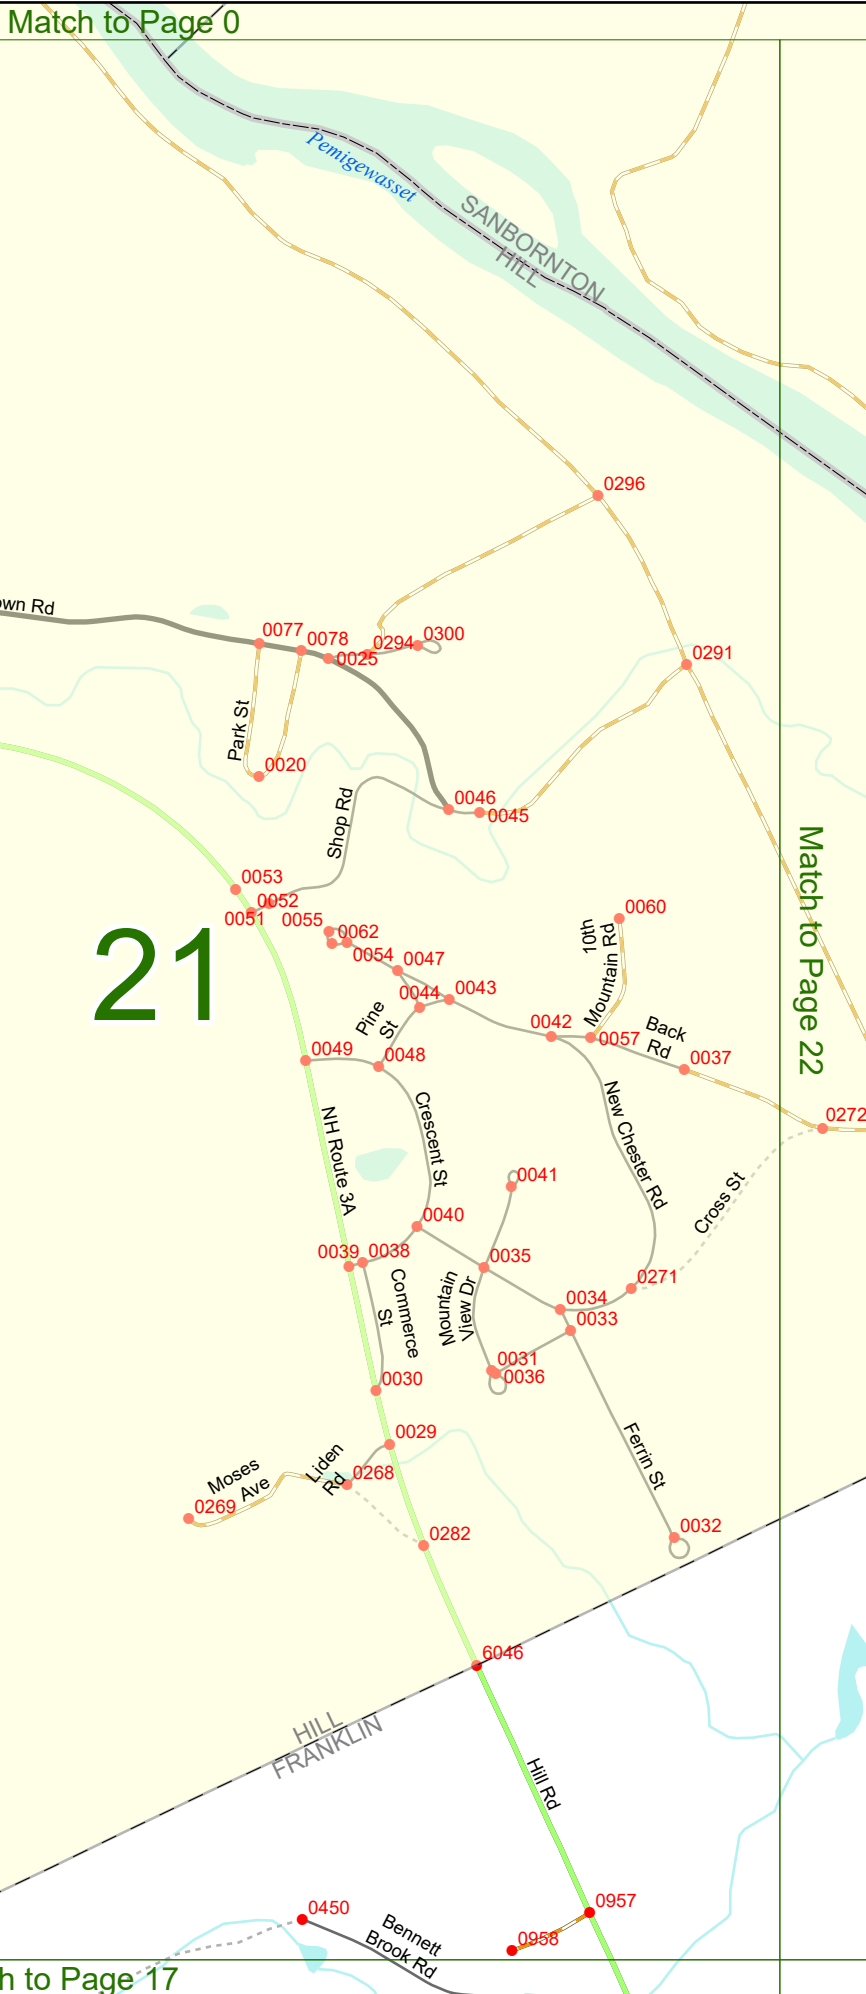 Match to Page 0
Pemigewasset
SANBORNTON
HILL
0296
own Rd
0077
0078
0294
0300
0025
0291
Park St
0020
Shop Rd
0046
0045
Match to Page 22
0053
0052
0051
0055
0062
0054
0047
0060
10th
Mountain Rd
21
0043
0044
Pine
St
0042
0057
Back
Rd
0037
0049
0048
NH Route 3A
Crescent St
New Chester Rd
0272
Cross St
0041
0040
0039
0038
0035
0271
Commerce
St
Mountain
View Dr
0034
0033
0031
0036
0030
0029
Ferrin St
Moses
Ave
Liden
Rd
0268
0269
0032
0282
6046
HILL
FRANKLIN
Hill Rd
0957
0450
0958
Bennett
Brook Rd
h to Page 17